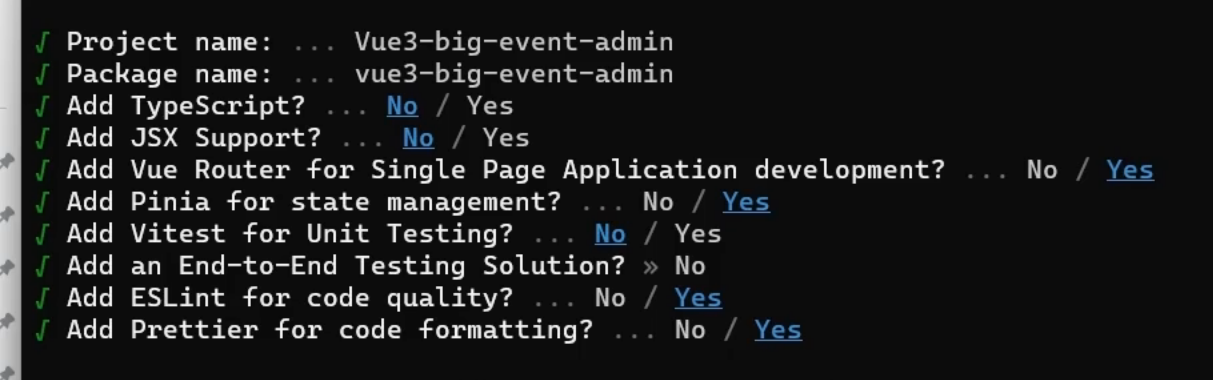 √ Project name: ... Vue3-big-event-admin
√ Package name: ... vue3-big-event-admin
√ Add TypeScript? ... No / Yes
√ Add JSX Support? ... No / Yes
√ Add Vue Router for Single Page Application development? ... No / Yes
√ Add Pinia for state management? ... No / Yes
√ Add Vitest for Unit Testing? ... No / Yes
√ Add an End-to-End Testing Solution? » No
√ Add ESLint for code quality? ... No / Yes
√ Add Prettier for code formatting? ... No / Yes